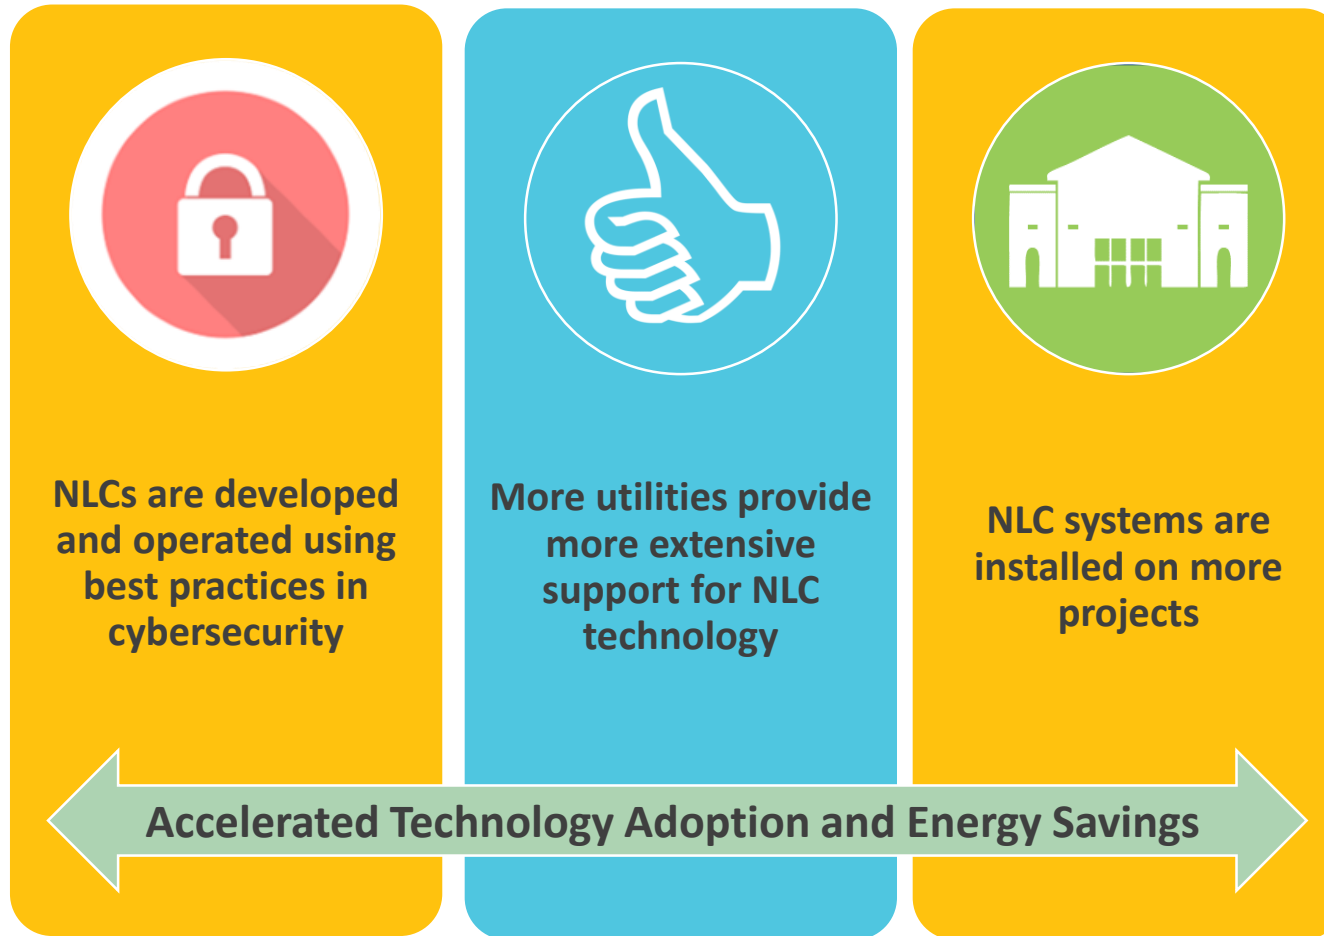 NLCs are developed
and operated using
best practices in
cybersecurity
More utilities provide
more extensive
support for NLC
technology
NLC systems are
installed on more
projects
Accelerated Technology Adoption and Energy Savings